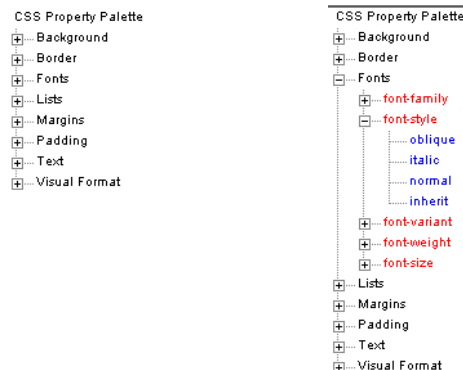 CSS Property Palette
Background
Border
Fonts
Lists
Margins
Padding
Text
Visual Format
CSS Property Palette
Background
Border
Fonts
font-family
font-style
oblique
italic
normal
inherit
font-variant
font-weight
font-size
Lists
Margins
Padding
Text
Visual Format